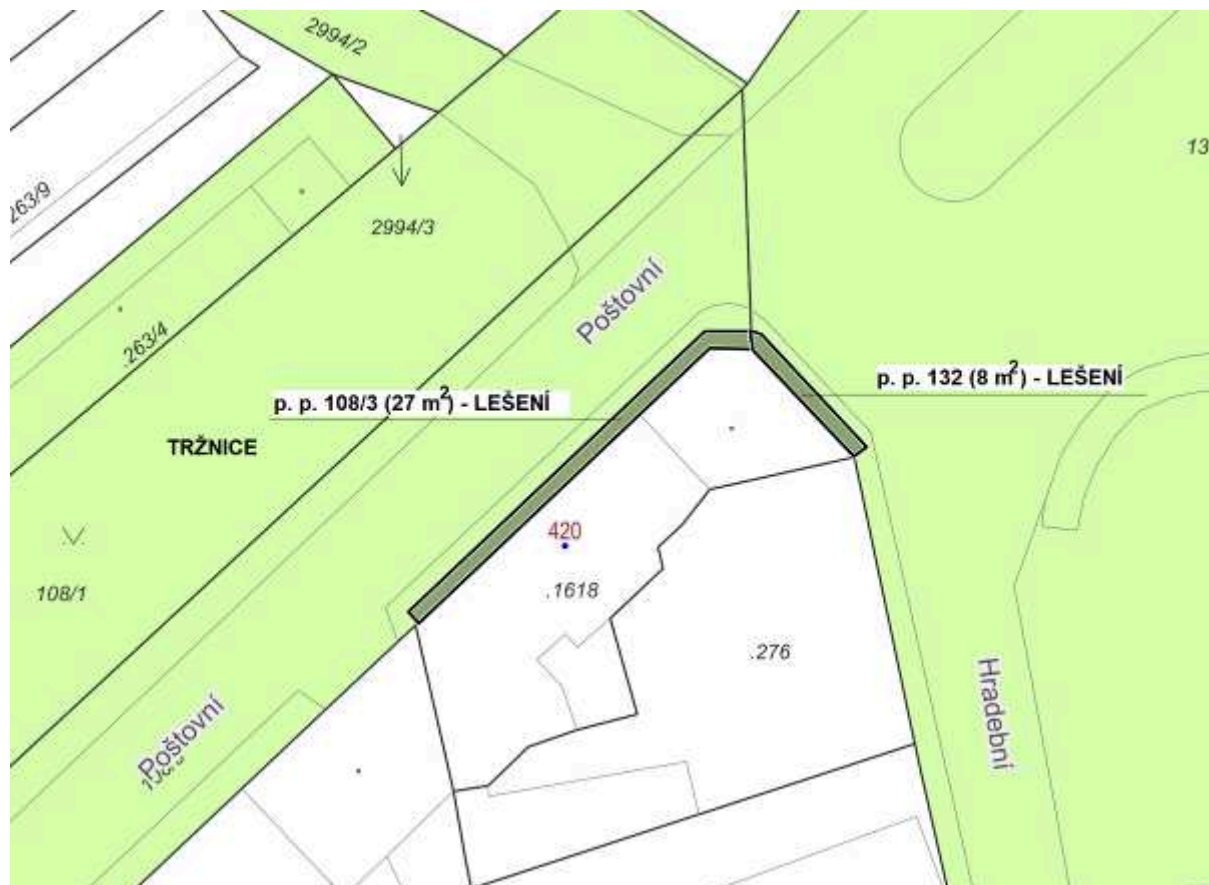 2994/2
13
263/9
2994/3
Poštovní
.263/4
p. p. 132 (8 m²) - LEŠENÍ
p. p. 108/3 (27 m²) - LEŠENÍ
TRŽNICE
420
108/1
.1618
.276
Hradební
Poštovní